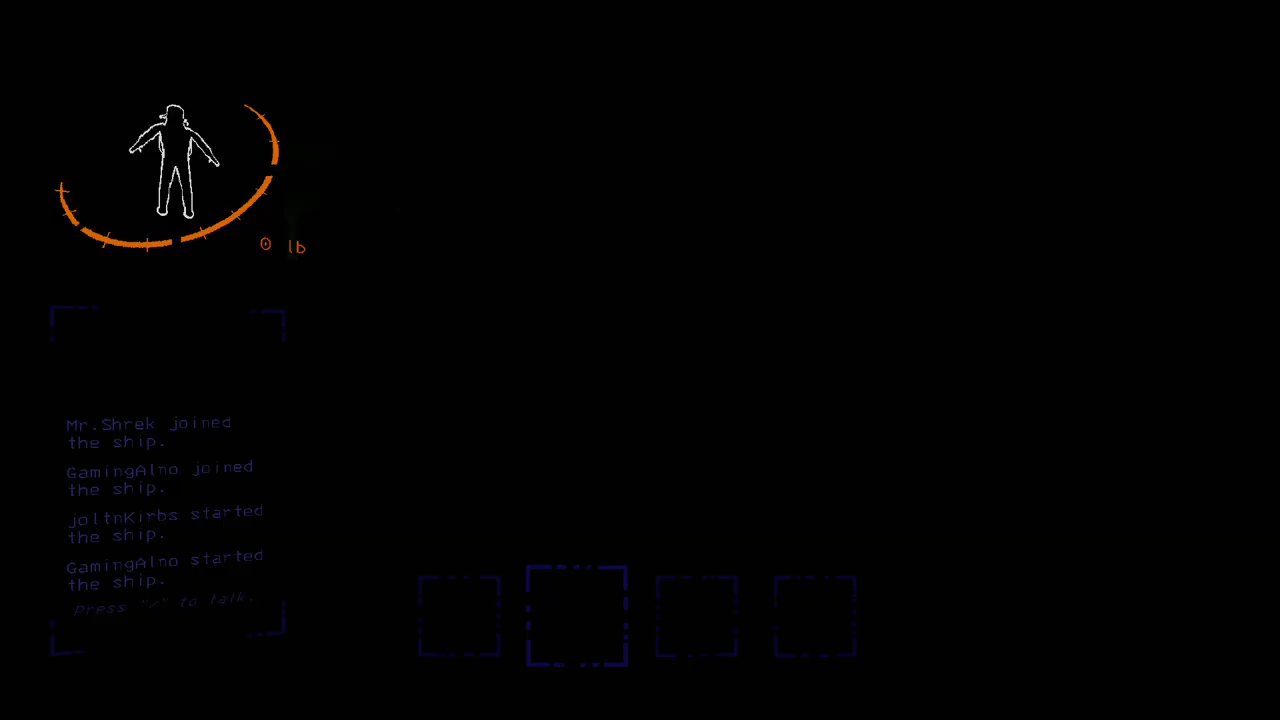 0 lb
Mr.Shrek joined
the ship.
GamingAlno joined
the ship.
joltnKirbs started
the ship.
GamingAlno started
the ship.
Press "/" to talk.